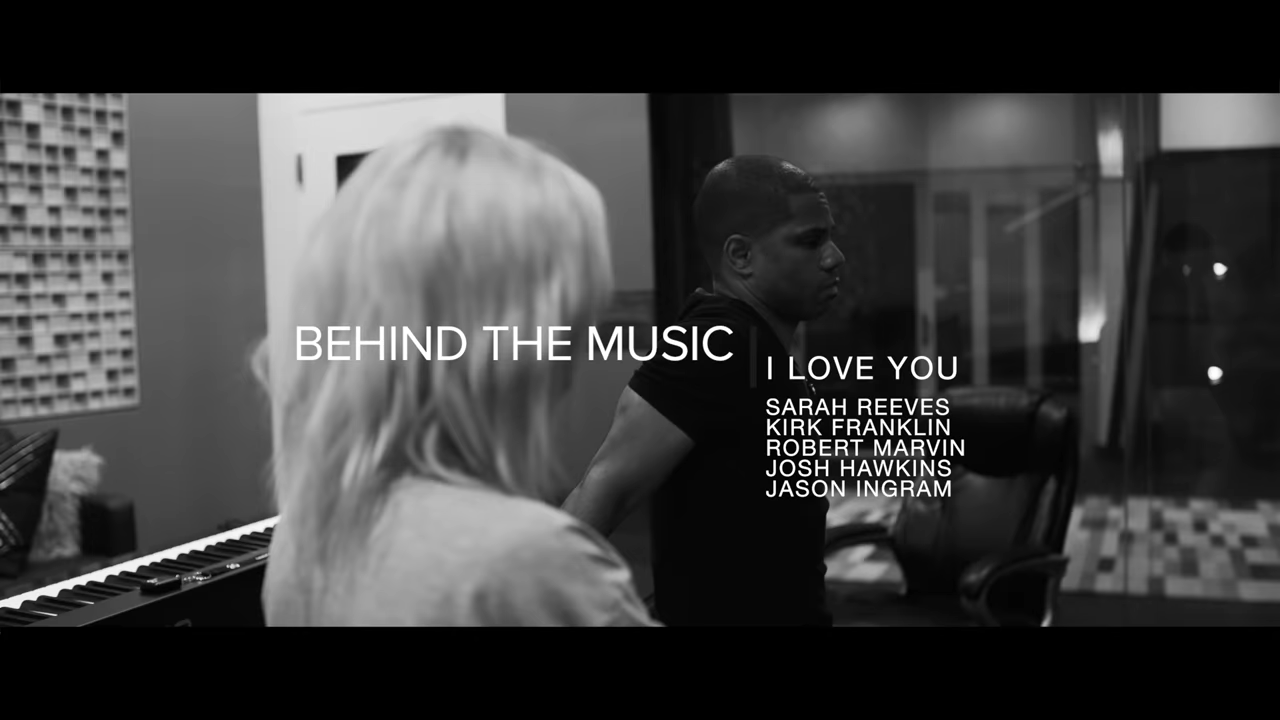 BEHIND THE MUSIC
I LOVE YOU
SARAH REEVES
KIRK FRANKLIN
ROBERT MARVIN
JOSH HAWKINS
JASON INGRAM